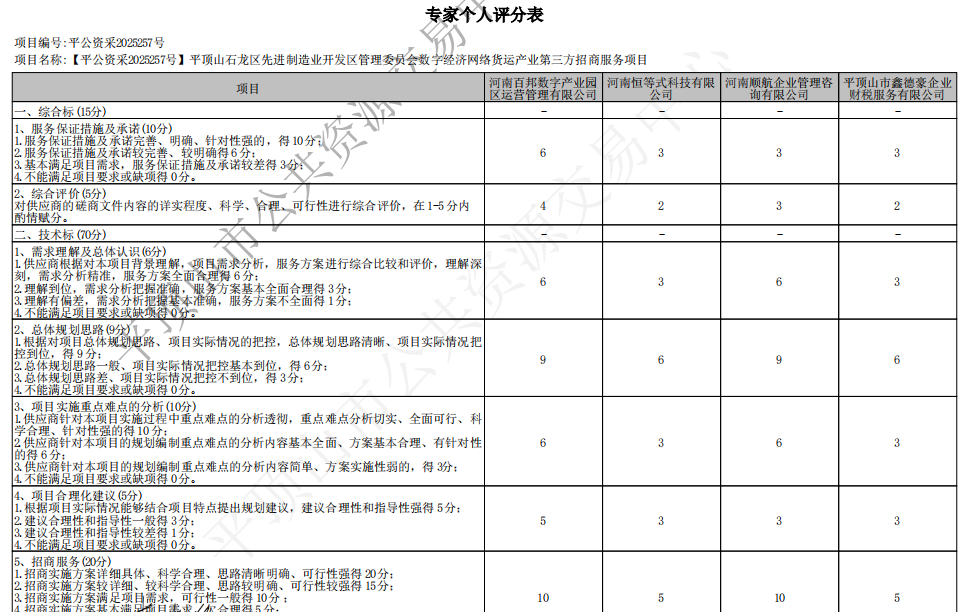 专家个人评分表
项目编号:平公资采2025257号
项目名称:【平公资采2025257号】平顶山石龙区先进制造业开发区管理委员会数字经济网络货运产业第三方招商服务项目
项目 河南百邦数字产业园区运营管理有限公司 河南恒等式科技有限公司 河南顺航企业管理咨询有限公司 平顶山市鑫德豪企业财税服务有限公司
一、综合标(15分) - - - -
1、服务保证措施及承诺(10分)
1.服务保证措施及承诺完善、明确、针对性强的，得10分;
2.服务保证措施及承诺较完善、较明确得6分;
3.基本满足项目需求，服务保证措施及承诺较差得3分;
4.不能满足项目要求或缺项得0分。
6 3 3 3
2、综合评价(5分)
对供应商的磋商文件内容的详实程度、科学、合理、可行性进行综合评价，在1-5分内
酌情赋分。
4 2 3 2
二、技术标(70分) - - - -
1、需求理解及总体认识(6分)
1.供应商根据对本项目背景理解，项目需求分析，服务方案进行综合比较和评价，理解深
刻，需求分析精准，服务方案全面合理得6分;
2.理解到位，需求分析把握准确，服务方案基本全面合理得3分;
3.理解有偏差，需求分析把握基本准确，服务方案不全面得1分;
4.不能满足项目要求或缺项得0分。
6 3 6 3
2、总体规划思路(9分)
1.根据对项目总体规划思路、项目实际情况的把控，总体规划思路清晰、项目实际情况把
控到位，得9分;
2.总体规划思路一般、项目实际情况把控基本到位，得6分;
3.总体规划思路差、项目实际情况把控不到位，得3分;
4.不能满足项目要求或缺项得0分。
9 6 9 6
3、项目实施重点难点的分析(10分)
1.供应商针对本项目实施过程中重点难点的分析透彻，重点难点分析切实、全面可行、科
学合理、针对性强的得10分;
2.供应商针对本项目的规划编制重点难点的分析内容基本全面、方案基本合理、有针对性
的得6分;
3.供应商针对本项目的规划编制重点难点的分析内容简单、方案实施性弱的，得3分;
4.不能满足项目要求或缺项得0分。
6 3 6 3
4、项目合理化建议(5分)
1.根据项目实际情况能够结合项目特点提出规划建议，建议合理性和指导性强得5分;
2.建议合理性和指导性一般得3分;
3.建议合理性和指导性较差得1分;
4.不能满足项目要求或缺项得0分。
5 3 3 3
5、招商服务(20分)
1.招商实施方案详细具体、科学合理、思路清晰明确、可行性强得20分;
2.招商实施方案较详细、较科学合理、思路较明确、可行性较强得15分;
3.招商实施方案满足项目需求，可行性一般得10分;
4.招商实施方案基本满足项目需求，欠合理得5分;
10 5 10 5
平顶山市公共资源交易中心
平顶山市公共资源交易中心